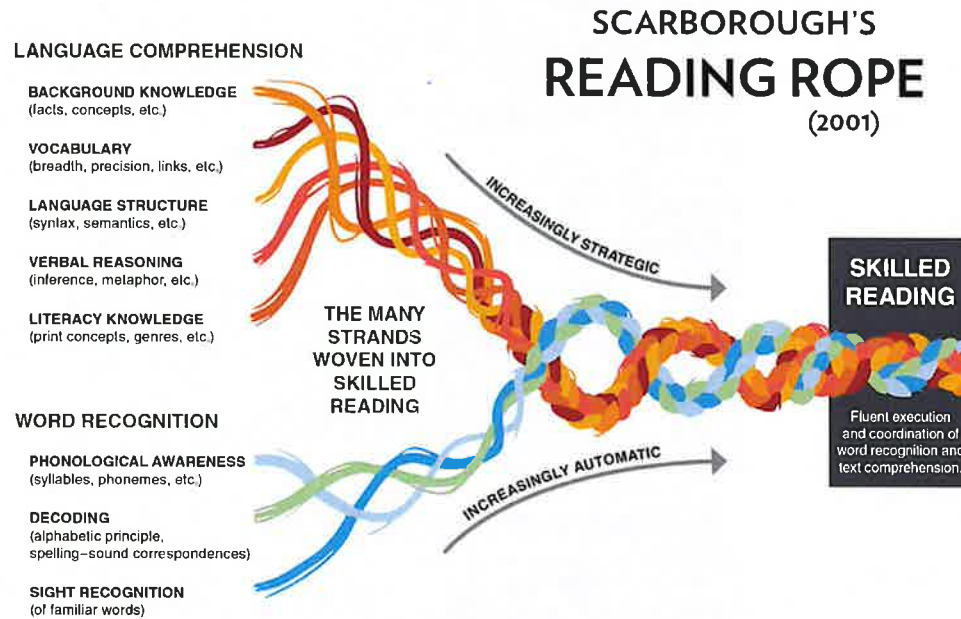 SCARBOROUGH'S
READING ROPE
(2001)
LANGUAGE COMPREHENSION
BACKGROUND KNOWLEDGE
(facts, concepts, etc.)
VOCABULARY
(breadth, precision, links, etc.)
LANGUAGE STRUCTURE
(syntax, semantics, etc.)
VERBAL REASONING
(inference, metaphor, etc.)
LITERACY KNOWLEDGE
(print concepts, genres, etc.)
THE MANY
STRANDS
WOVEN INTO
SKILLED
READING
WORD RECOGNITION
PHONOLOGICAL AWARENESS
(syllables, phonemes, etc.)
DECODING
(alphabetic principle,
spelling–sound correspondences)
SIGHT RECOGNITION
(of familiar words)
INCREASINGLY STRATEGIC
INCREASINGLY AUTOMATIC
SKILLED
READING
Fluent execution
and coordination of
word recognition and
text comprehension.